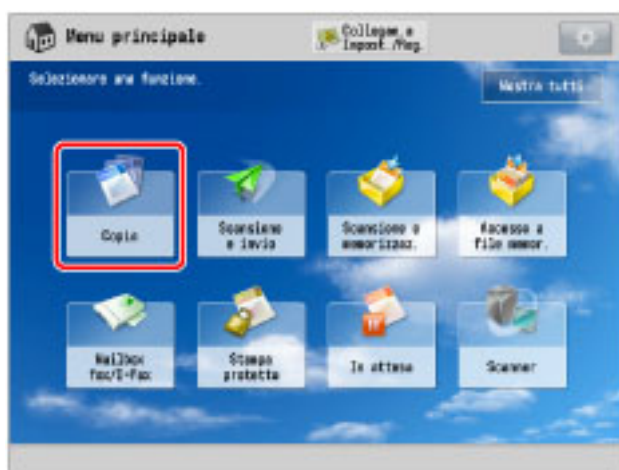 Menu principale
Collegam. a
Impost./Reg.
Selezionare una funzione.
Mostra tutti
Copia
Scansione
e invio
Scansione e
memorizzaz.
Accesso a
file memor.
Mailbox
fax/I-Fax
Stampa
protetta
In attesa
Scanner